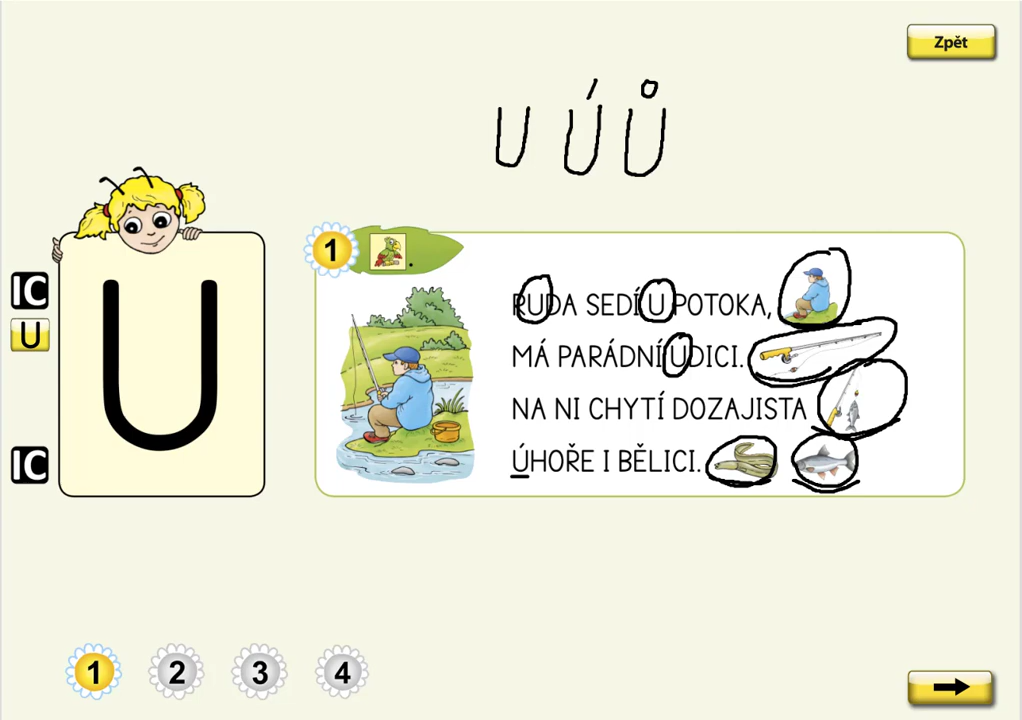 Zpět
U Ú Ů
1 .
IC
U
IC
U
RUDA SEDÍ U POTOKA,
MÁ PARÁDNÍ UDICI.
NA NI CHYTÍ DOZAJISTA
ÚHOŘE I BĚLICI.
1 2 3 4